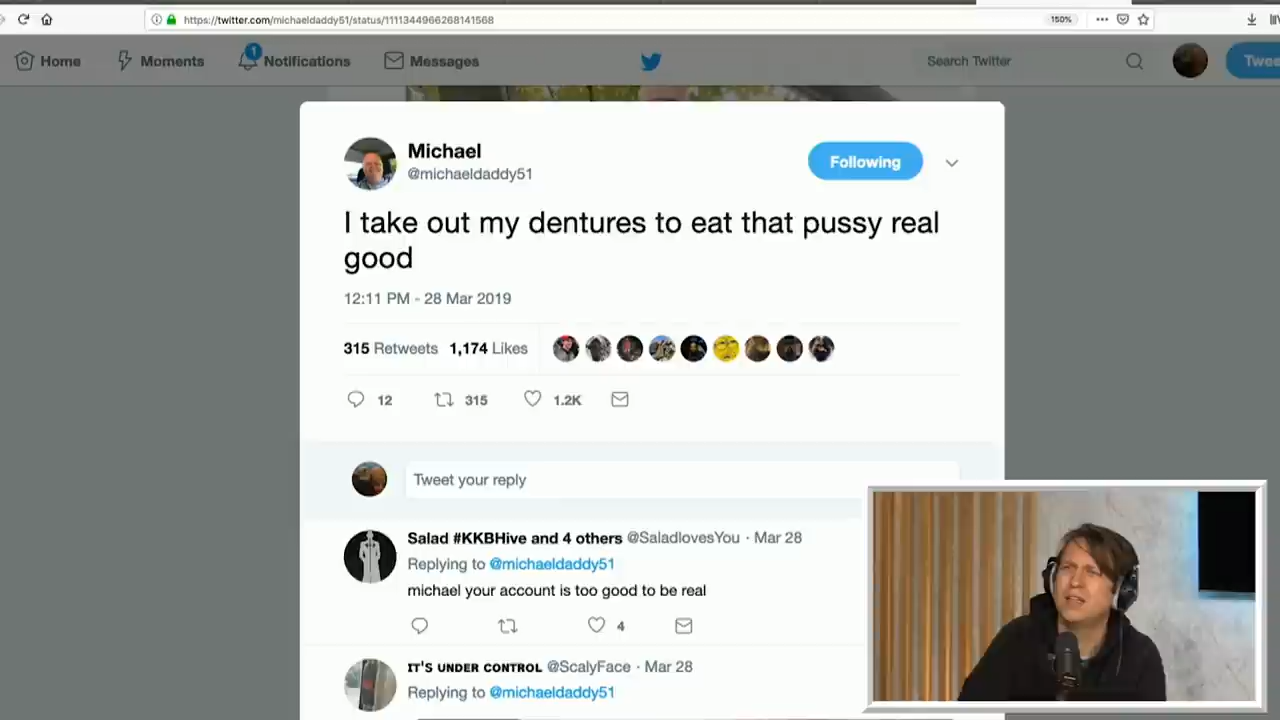 https://twitter.com/michaeldaddy51/status/1111344966268141568
150%
Home
Moments
1
Notifications
Messages
Search Twitter
Michael
@michaeldaddy51
Following
I take out my dentures to eat that pussy real
good
12:11 PM - 28 Mar 2019
315 Retweets 1,174 Likes
12 315 1.2K
Tweet your reply
Salad #KKBHive and 4 others @SaladlovesYou · Mar 28
Replying to @michaeldaddy51
michael your account is too good to be real
4
IT'S UNDER CONTROL @ScalyFace · Mar 28
Replying to @michaeldaddy51